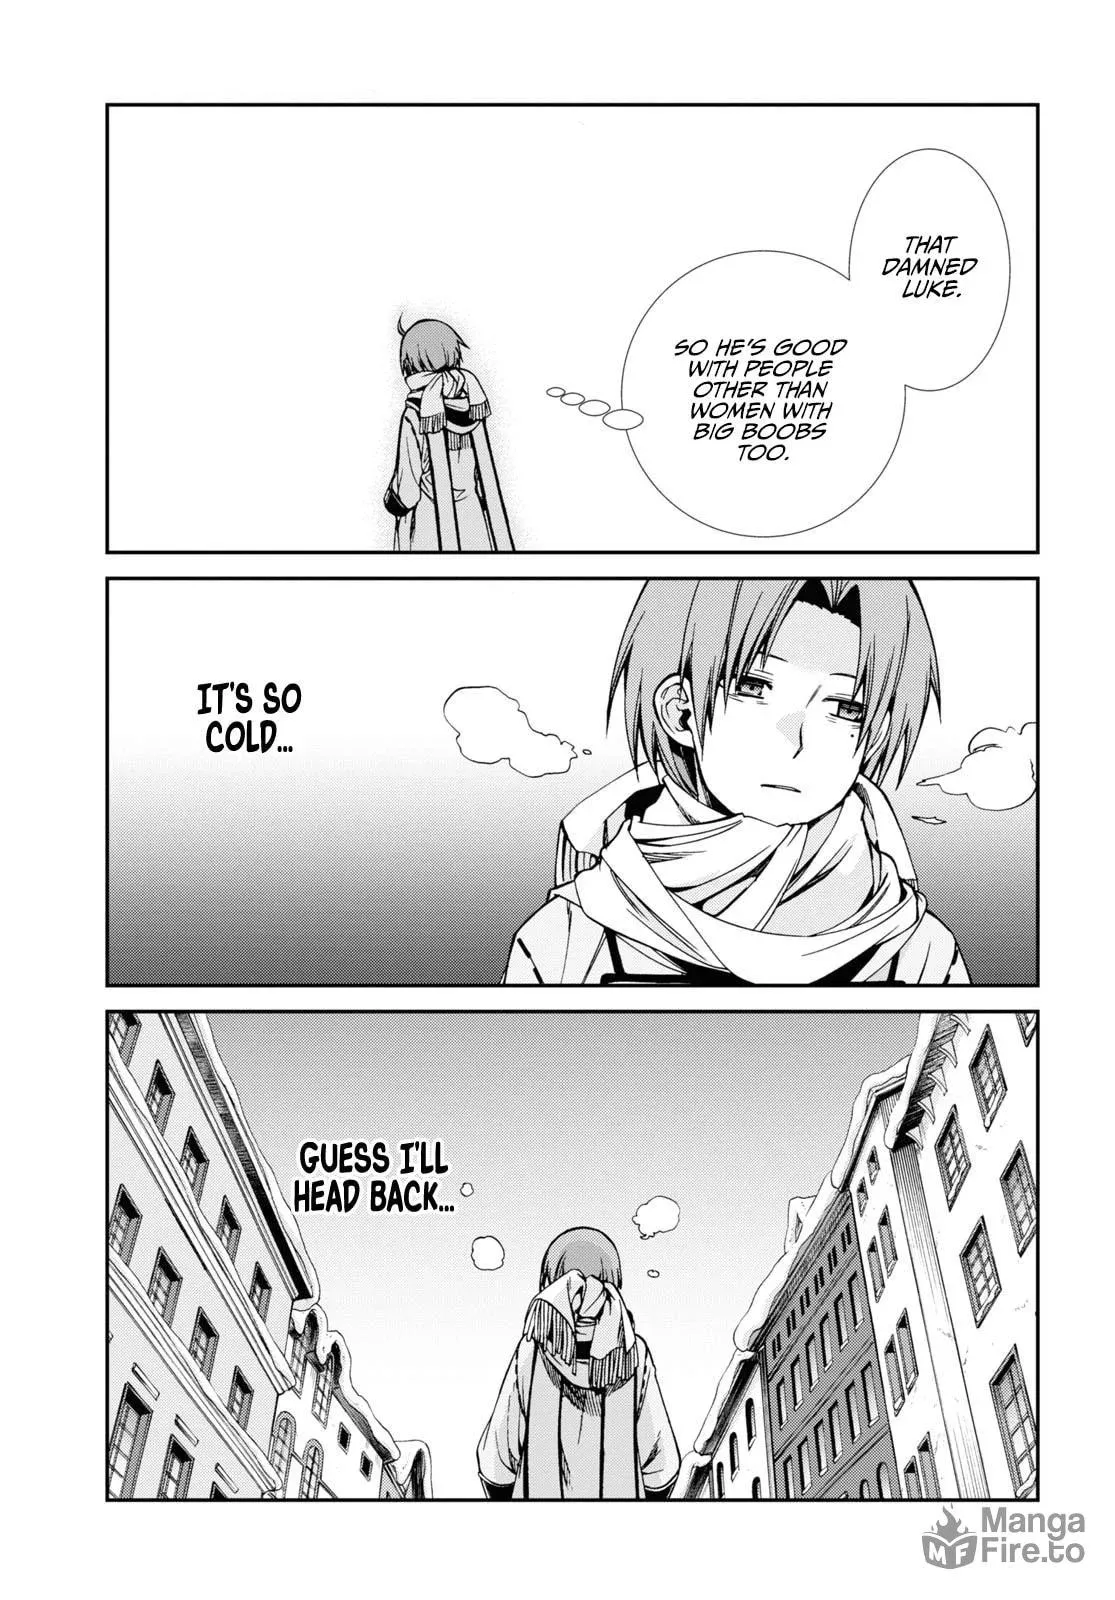 THAT
DAMNED
LUKE.
SO HE'S GOOD
WITH PEOPLE
OTHER THAN
WOMEN WITH
BIG BOOBS
TOO.
IT'S SO
COLD...
GUESS I'LL
HEAD BACK...
MF
Manga
Fire.to